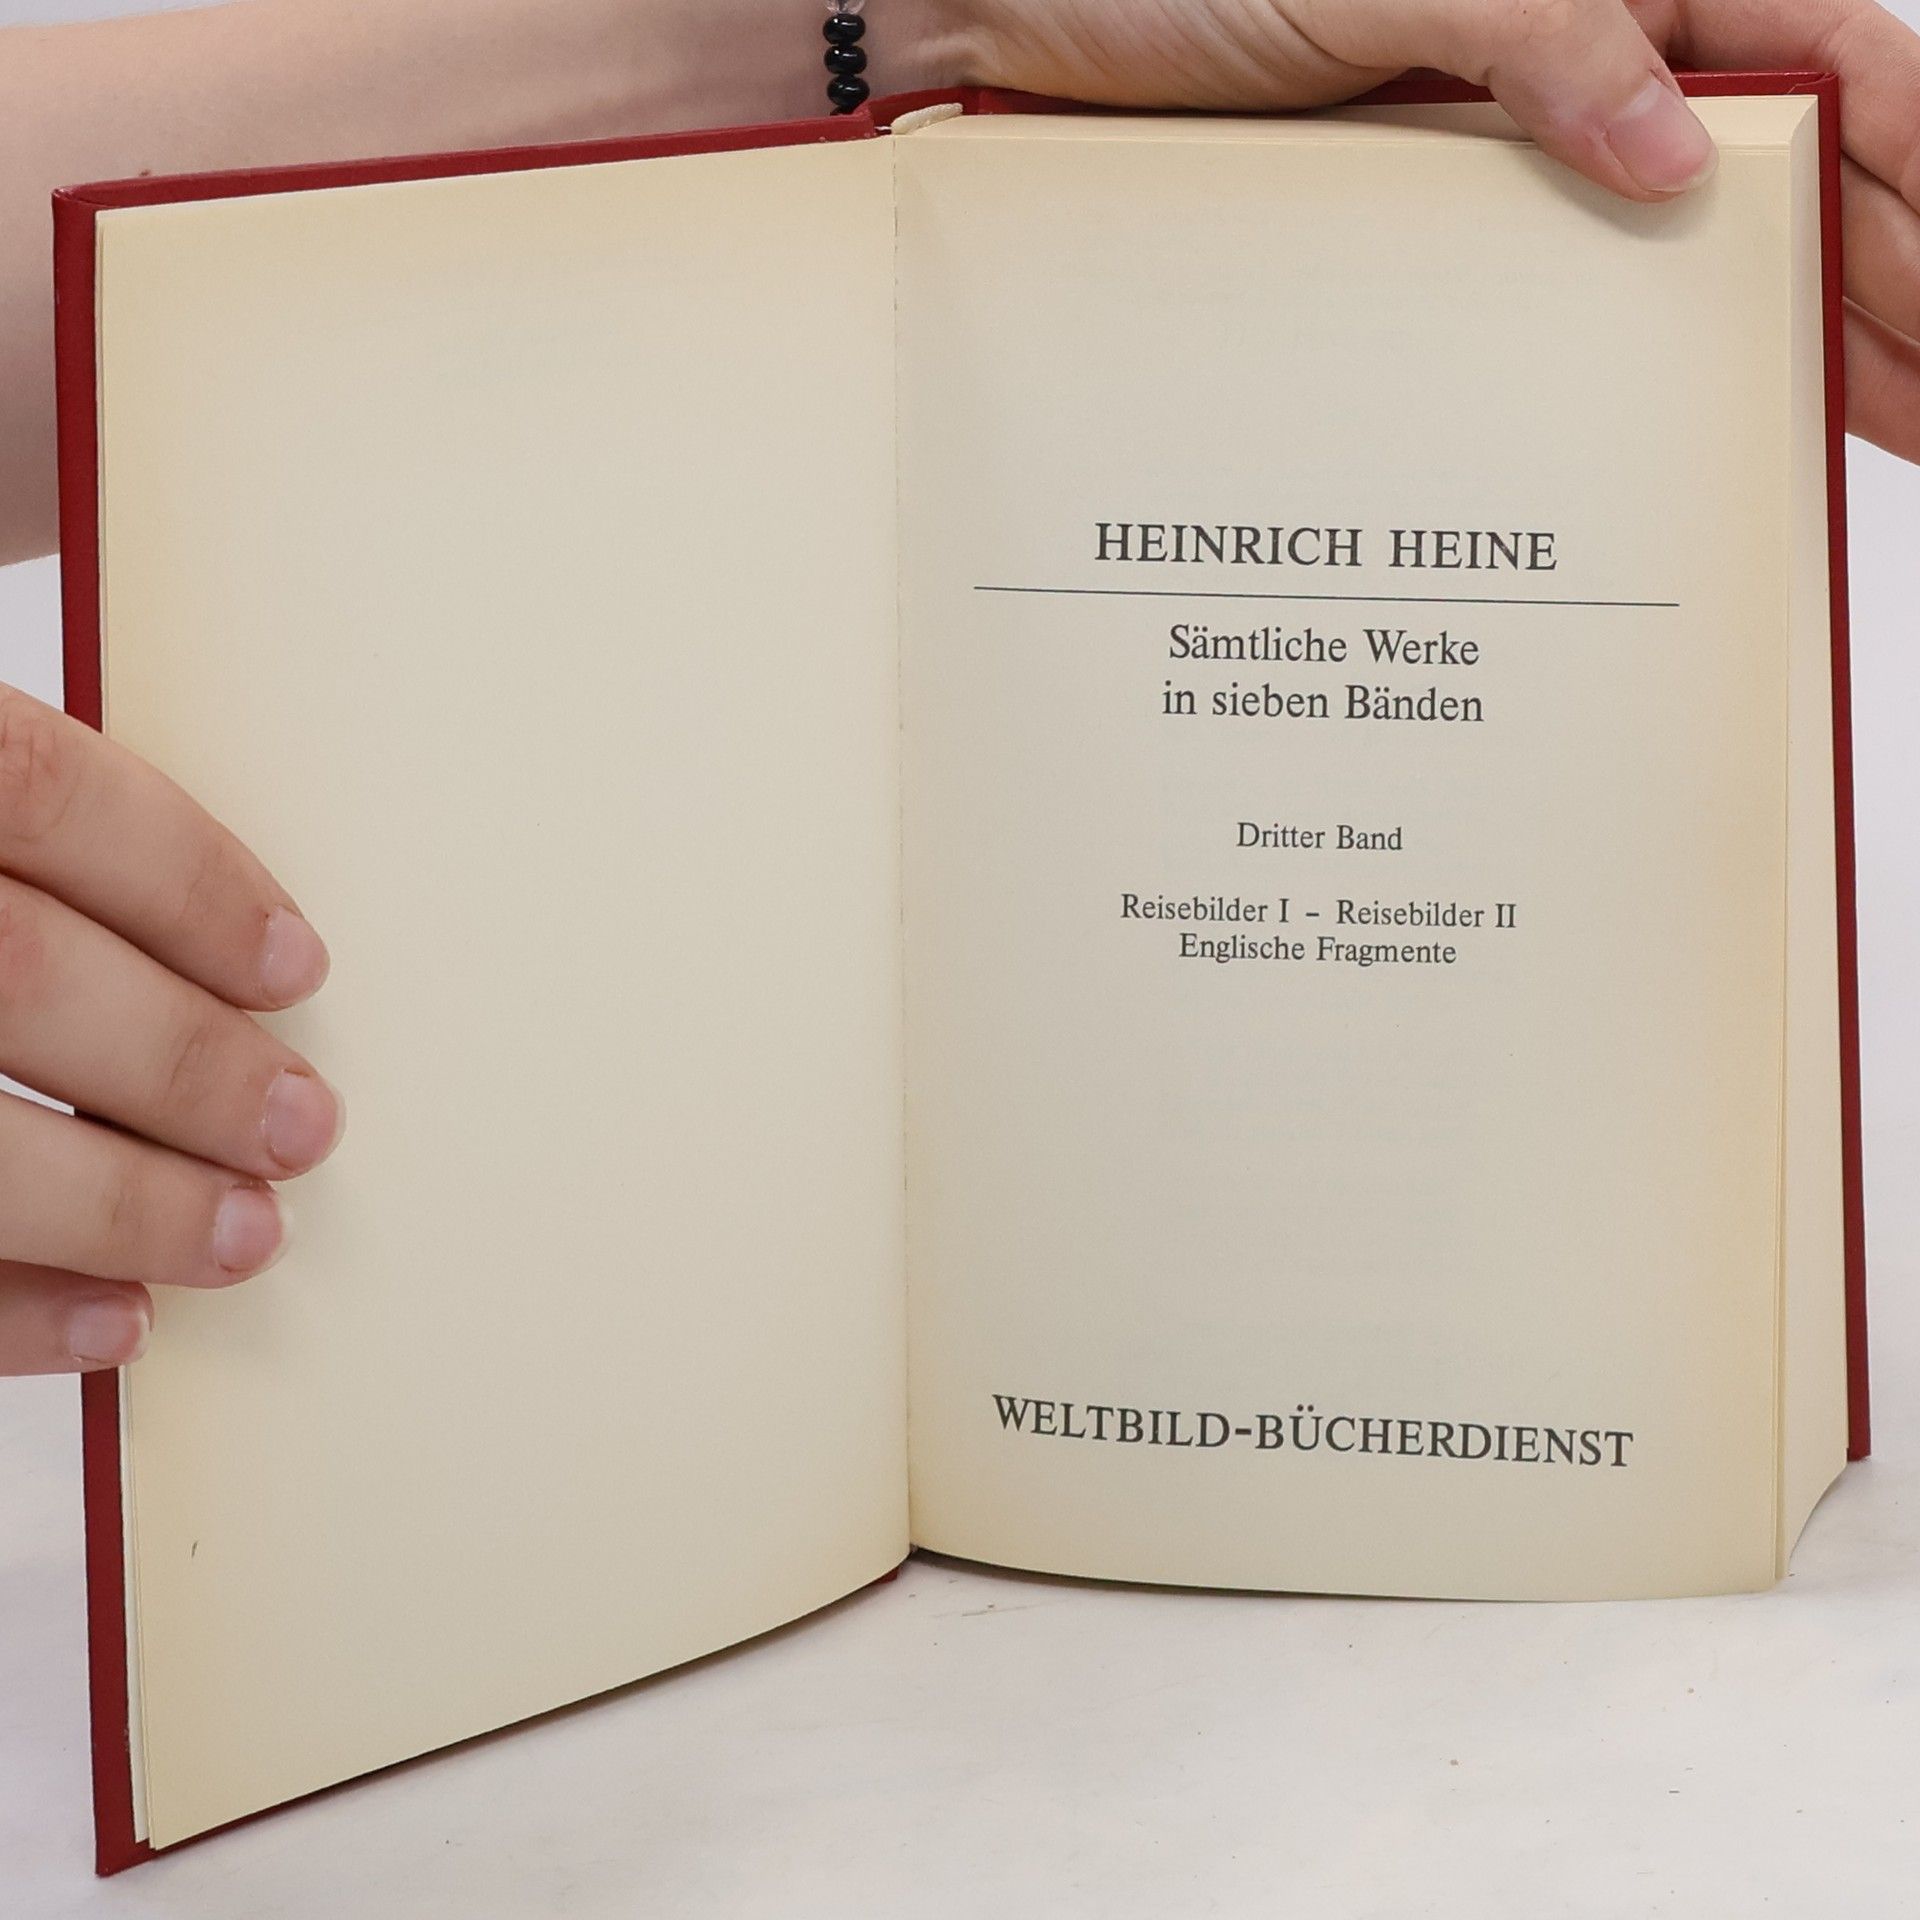 HEINRICH HEINE
Sämtliche Werke
in sieben Bänden
Dritter Band
Reisebilder I – Reisebilder II
Englische Fragmente
WELTBILD-BÜCHERDIENST